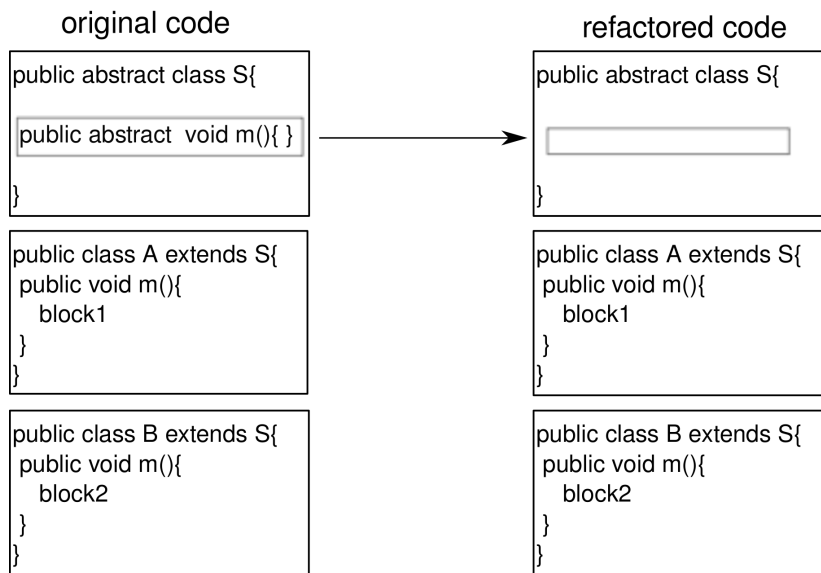 original code
public abstract class S{
public abstract  void m(){ }
}
public class A extends S{
public void m(){
block1
}
}
public class B extends S{
public void m(){
block2
}
}
refactored code
public abstract class S{
}
public class A extends S{
public void m(){
block1
}
}
public class B extends S{
public void m(){
block2
}
}